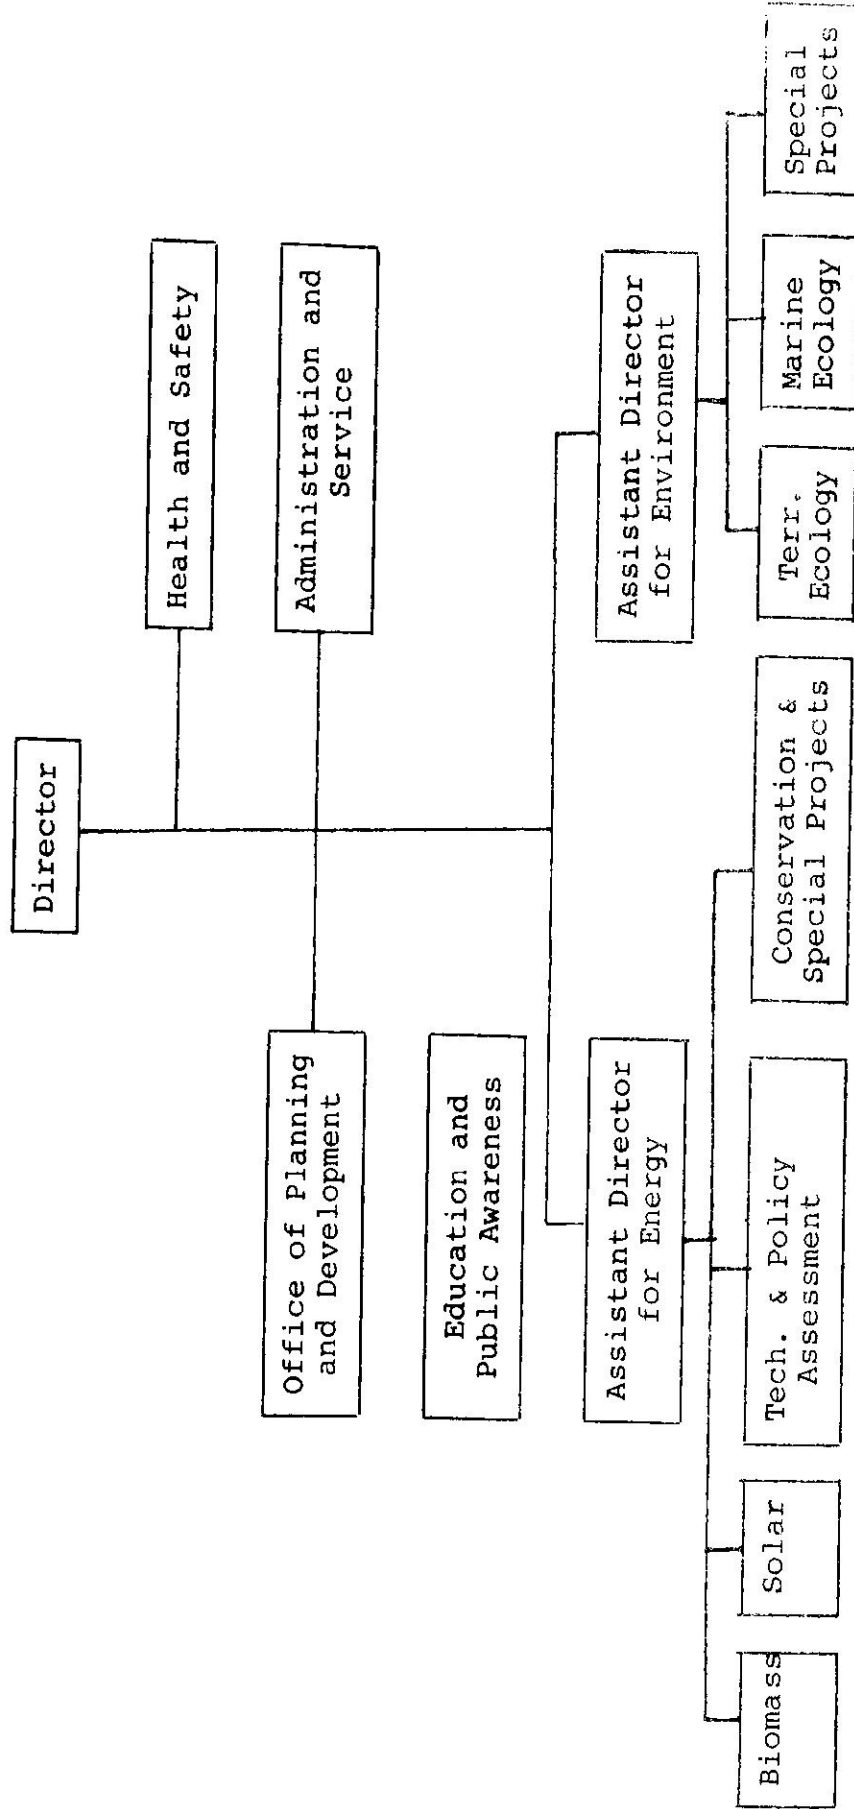 Director
Health and Safety
Office of Planning
and Development
Administration and
Service
Education and
Public Awareness
Assistant Director
for Energy
Assistant Director
for Environment
Biomass
Solar
Tech. & Policy
Assessment
Conservation &
Special Projects
Terr.
Ecology
Marine
Ecology
Special
Projects